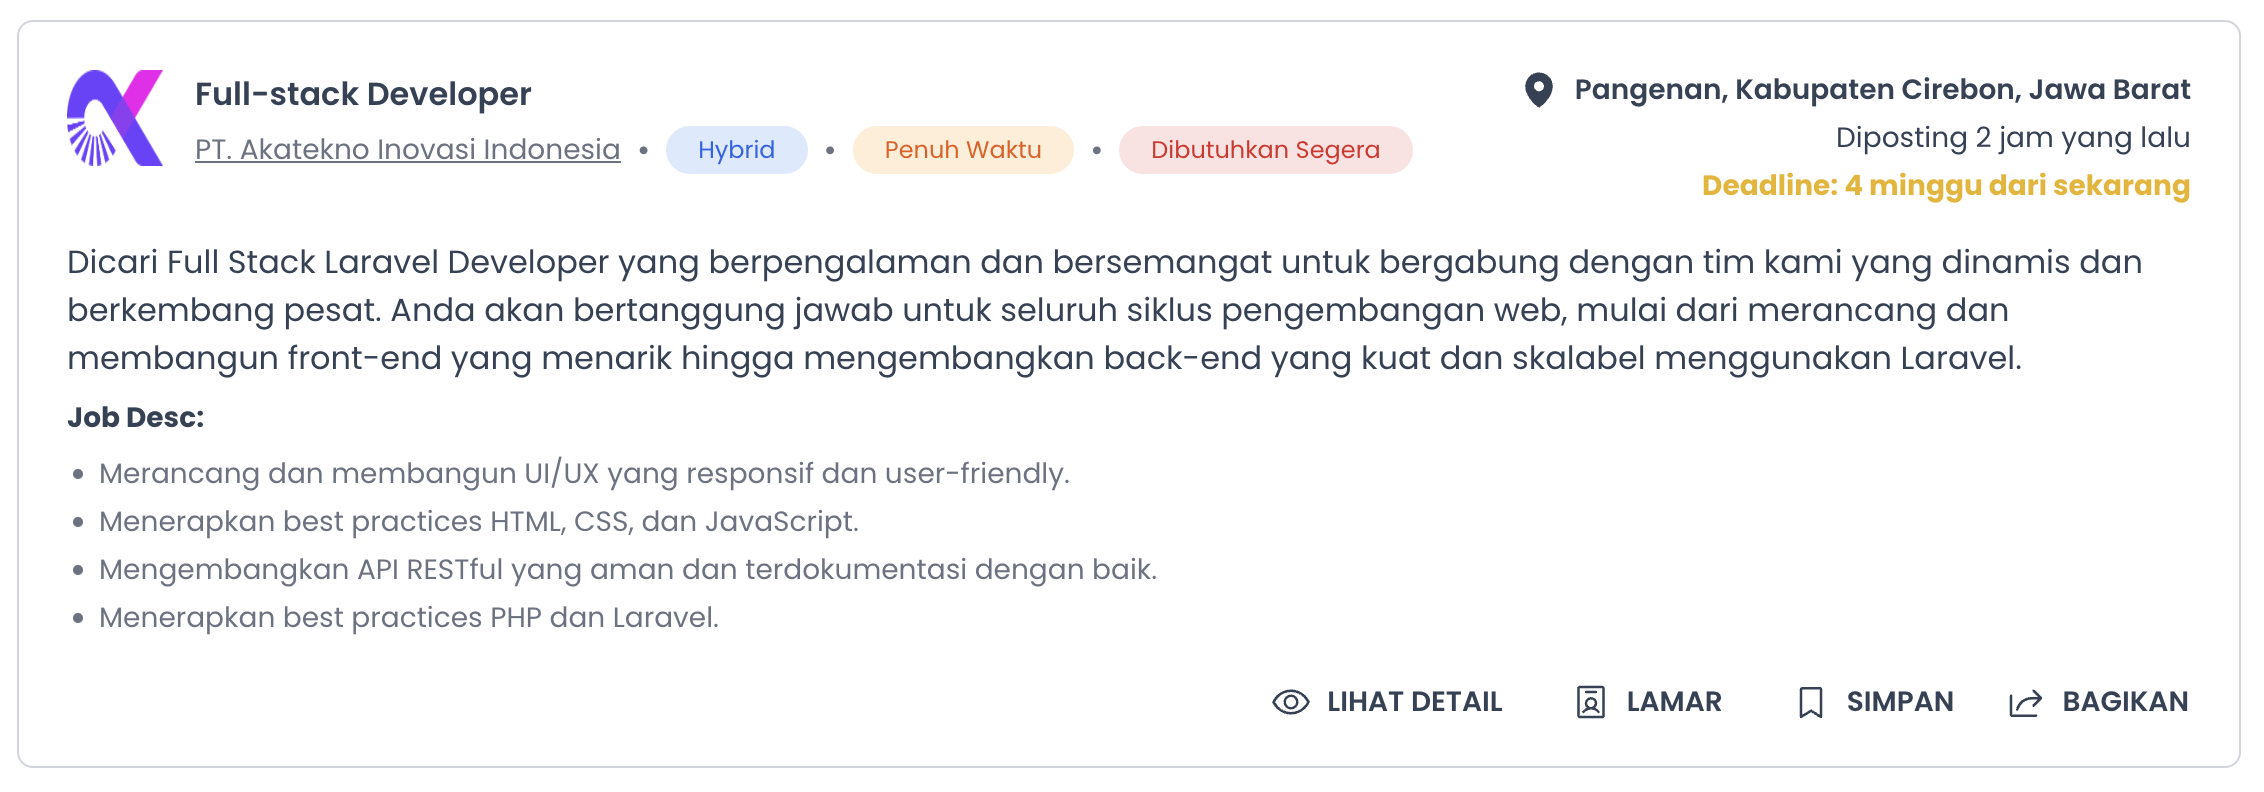 Full-stack Developer
PT. Akatekno Inovasi Indonesia • Hybrid • Penuh Waktu • Dibutuhkan Segera
Pangenan, Kabupaten Cirebon, Jawa Barat
Diposting 2 jam yang lalu
Deadline: 4 minggu dari sekarang
Dicari Full Stack Laravel Developer yang berpengalaman dan bersemangat untuk bergabung dengan tim kami yang dinamis dan
berkembang pesat. Anda akan bertanggung jawab untuk seluruh siklus pengembangan web, mulai dari merancang dan
membangun front-end yang menarik hingga mengembangkan back-end yang kuat dan skalabel menggunakan Laravel.
Job Desc:
• Merancang dan membangun UI/UX yang responsif dan user-friendly.
• Menerapkan best practices HTML, CSS, dan JavaScript.
• Mengembangkan API RESTful yang aman dan terdokumentasi dengan baik.
• Menerapkan best practices PHP dan Laravel.
LIHAT DETAIL LAMAR SIMPAN BAGIKAN